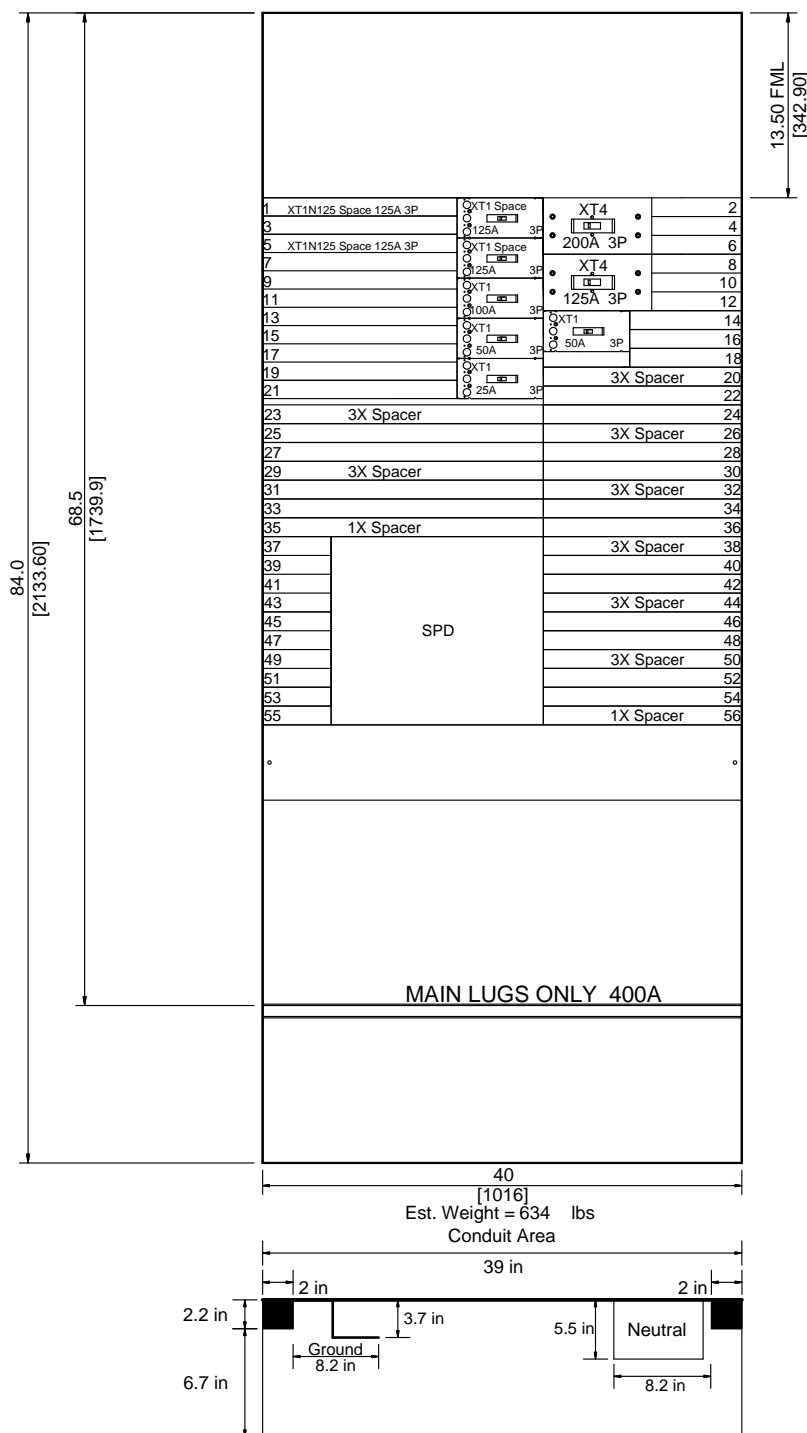 13.50 FML
[342.90]
1 XT1N125 Space 125A 3P XT1 Space XT4 2
3 125A 3P 200A 3P 4
5 XT1N125 Space 125A 3P XT1 Space 6
7 125A 3P XT4 8
9 XT1 125A 3P 10
11 100A 3P 12
13 XT1 XT1 14
15 50A 3P 50A 3P 16
17 XT1 18
19 25A 3P 3X Spacer 20
21 22
23 3X Spacer 24
25 3X Spacer 26
27 28
29 3X Spacer 30
31 3X Spacer 32
33 34
35 1X Spacer 36
37 3X Spacer 38
39 40
41 42
43 3X Spacer 44
45 SPD 46
47 48
49 3X Spacer 50
51 52
53 54
55 1X Spacer 56
68.5
[1739.9]
84.0
[2133.60]
MAIN LUGS ONLY 400A
40
[1016]
Est. Weight = 634 lbs
Conduit Area
39 in
2 in 2 in
2.2 in 3.7 in 5.5 in Neutral
Ground
8.2 in 8.2 in
6.7 in